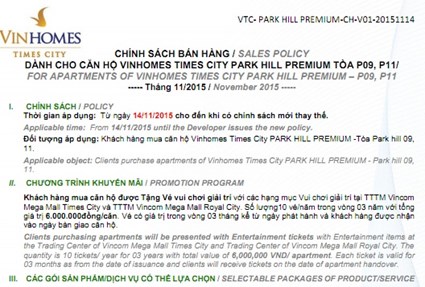 VTC- PARK HILL PREMIUM-CH-V01-20151114
VINHOMES
TIMES CITY
CHÍNH SÁCH BÁN HÀNG / SALES POLICY
DÀNH CHO CĂN HỘ VINHOMES TIMES CITY PARK HILL PREMIUM TÒA P09, P11/
FOR APARTMENTS OF VINHOMES TIMES CITY PARK HILL PREMIUM – P09, P11
----- Tháng 11/2015 / November 2015 -----
I. CHÍNH SÁCH / POLICY
Thời gian áp dụng: Từ ngày 14/11/2015 cho đến khi có chính sách mới thay thế.
Applicable time: From 14/11/2015 until the Developer issues the new policy.
Đối tượng áp dụng: Khách hàng mua căn hộ Vinhomes Times City PARK HILL PREMIUM -Tòa Park hill 09,
11.
Applicable object: Clients purchase apartments of Vinhomes Times City PARK HILL PREMIUM - Park hill 09,
11.
II. CHƯƠNG TRÌNH KHUYẾN MÃI / PROMOTION PROGRAM
Khách hàng mua căn hộ được Tặng Vé vui chơi giải trí với các hạng mục Vui chơi giải trí tại TTTM Vincom
Mega Mall Times City và TTTM Vincom Mega Mall Royal City. Số lượng10 vé/năm trong vòng 03 năm với tổng
giá trị 6.000.000đồng/căn. Vé có giá trị trong vòng 03 tháng kể từ ngày phát hành và khách hàng được nhận
vào ngày bàn giao căn hộ.
Clients purchasing apartments will be presented with Entertainment tickets with Entertainment items at
the Trading Center of Vincom Mega Mall Times City and Trading Center of Vincom Mega Mall Royal City. The
quantity is 10 tickets/ year for 03 years with total value of 6,000,000 VND/ apartment. Each ticket is valid for
03 months as from the date of issuance and clients will receive tickets on the date of apartment handover.
III. CÁC GÓI SẢN PHẨM/DỊCH VỤ CÓ THỂ LỰA CHỌN / SELECTABLE PACKAGES OF PRODUCT/SERVICE